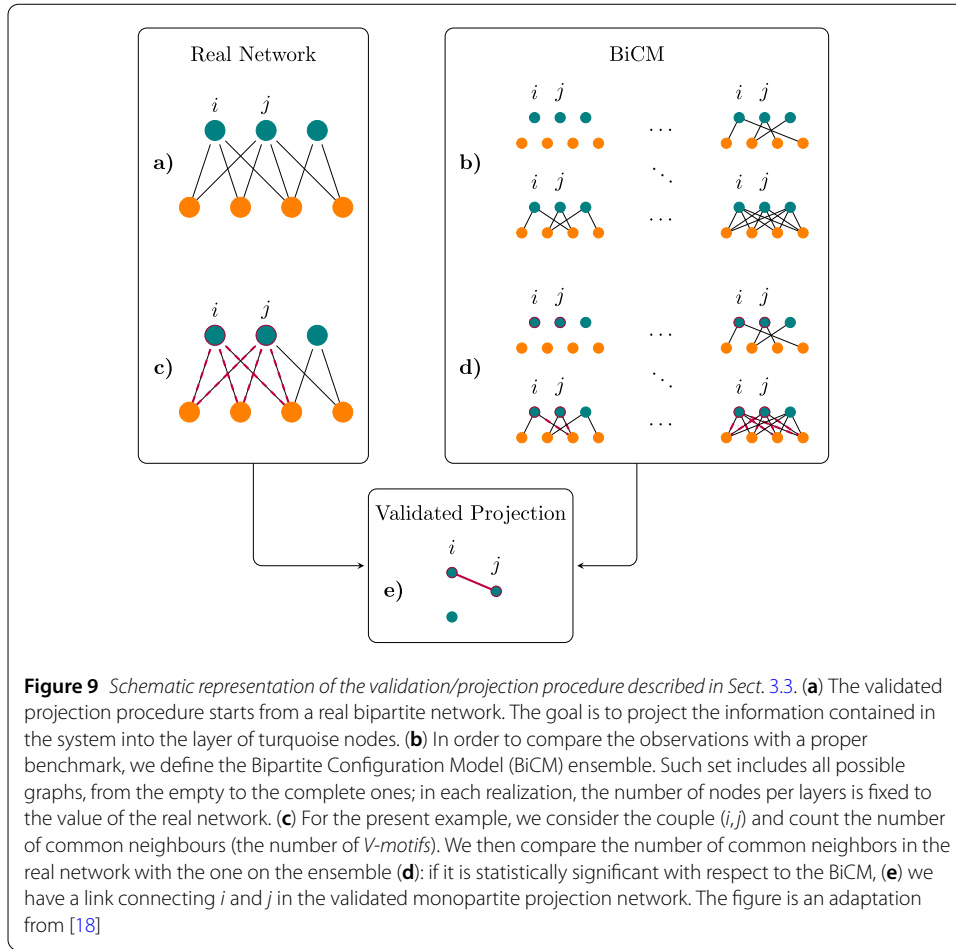 Real Network
BiCM
i j
a)
i j
i j
. . .
b)
. . .
i j
i j
. . .
i j
c)
i j
i j
. . .
d)
. . .
i j
i j
. . .
Validated Projection
i
j
e)
Figure 9 Schematic representation of the validation/projection procedure described in Sect. 3.3. (a) The validated
projection procedure starts from a real bipartite network. The goal is to project the information contained in
the system into the layer of turquoise nodes. (b) In order to compare the observations with a proper
benchmark, we define the Bipartite Configuration Model (BiCM) ensemble. Such set includes all possible
graphs, from the empty to the complete ones; in each realization, the number of nodes per layers is fixed to
the value of the real network. (c) For the present example, we consider the couple (i, j) and count the number
of common neighbours (the number of V-motifs). We then compare the number of common neighbors in the
real network with the one on the ensemble (d): if it is statistically significant with respect to the BiCM, (e) we
have a link connecting i and j in the validated monopartite projection network. The figure is an adaptation
from [18]